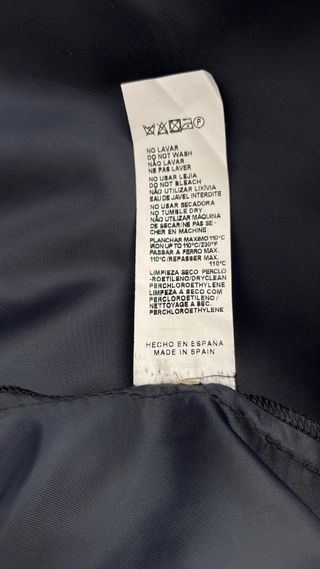 NO LAVAR
DO NOT WASH
NÃO LAVAR
NE PAS LAVER
NO USAR LEJIA
DO NOT BLEACH
NÃO UTILIZAR LIXÍVIA
EAU DE JAVEL INTERDITE
NO USAR SECADORA
NO TUMBLE DRY
NÃO UTILIZAR MÁQUINA
DE SECAR/NE PAS SE-
CHER EN MACHINE
PLANCHAR MAXIMO 110°C
IRON UP TO 110°C/230°F
PASSAR A FERRO MAX.
110°C/REPASSER MAX.
110°C
LIMPIEZA SECO PERCLO
-ROETILENO/DRYCLEAN
PERCHLOROETHYLENE
LIMPEZA A SECO COM
PERCLOROETILENO/
NETTOYAGE A SEC.
PERCHLOROETHYLENE
HECHO EN ESPAÑA
MADE IN SPAIN